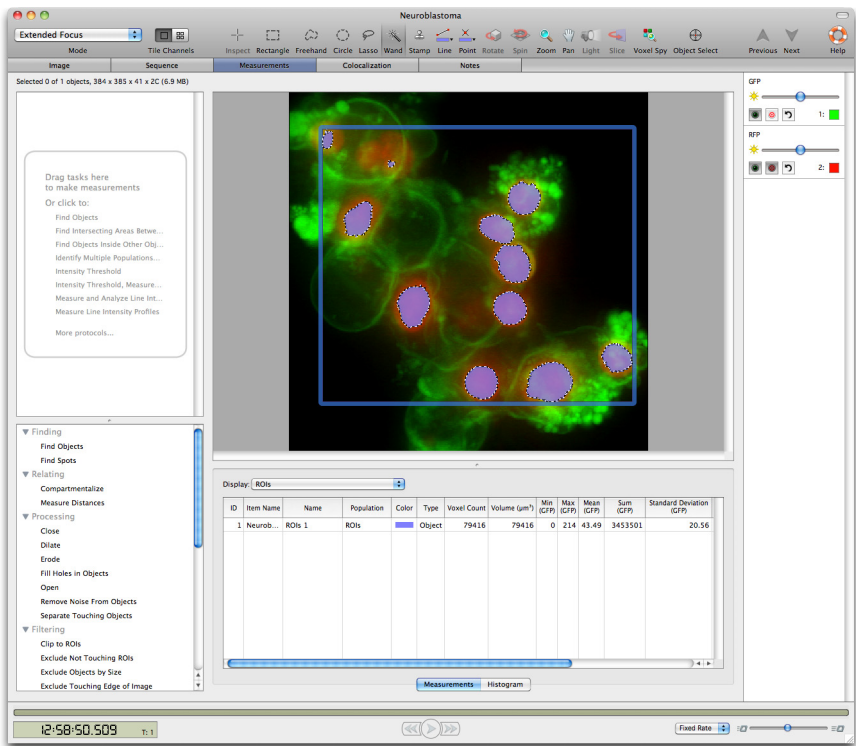 Neuroblastoma
Extended Focus
Mode
Tile Channels
Inspect Rectangle Freehand Circle Lasso Wand Stamp Line Point Rotate Spin Zoom Pan Light Slice Voxel Spy Object Select
Previous Next
Help
Image Sequence Measurements Colocalization Notes
Selected 0 of 1 objects, 384 x 385 x 41 x 2C (6.9 MB)
Drag tasks here
to make measurements
Or click to:
Find Objects
Find Intersecting Areas Betwe...
Find Objects Inside Other Obj...
Identify Multiple Populations...
Intensity Threshold
Intensity Threshold, Measure...
Measure and Analyze Line Int...
Measure Line Intensity Profiles
More protocols...
Finding
Find Objects
Find Spots
Relating
Compartmentalize
Measure Distances
Processing
Close
Dilate
Erode
Fill Holes in Objects
Open
Remove Noise From Objects
Separate Touching Objects
Filtering
Clip to ROIs
Exclude Not Touching ROIs
Exclude Objects by Size
Exclude Touching Edge of Image
Display: ROIs
ID Item Name Name Population Color Type Voxel Count Volume (µm³) Min (GFP) Max (GFP) Mean (GFP) Sum (GFP) Standard Deviation (GFP)
1 Neurob... ROIs 1 ROIs Object 79416 79416 0 214 43.49 3453501 20.56
Measurements Histogram
GFP
1:
RFP
2:
12:58:50.509 T: 1
Fixed Rate